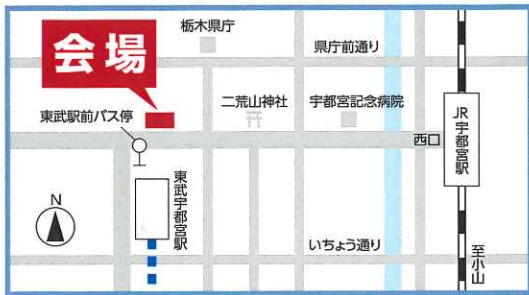 栃木県庁
県庁前通り
会場
東武駅前バス停
二荒山神社
宇都宮記念病院
西口
JR宇都宮駅
東武宇都宮駅
N
いちょう通り
至小山